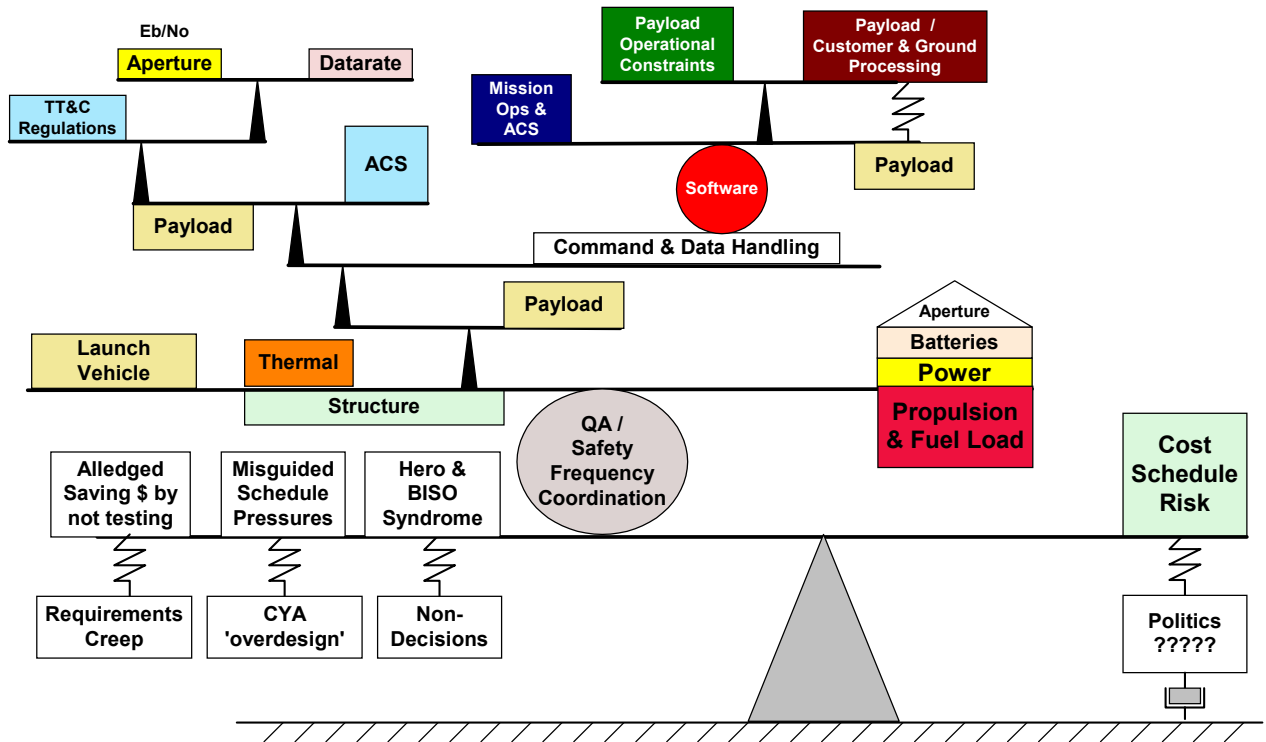 Eb/No
Aperture
Datarate
TT&C
Regulations
ACS
Payload
Payload
Operational
Constraints
Payload /
Customer & Ground
Processing
Mission
Ops &
ACS
Payload
Software
Command & Data Handling
Payload
Aperture
Batteries
Power
Propulsion
& Fuel Load
Launch
Vehicle
Thermal
Structure
QA /
Safety
Frequency
Coordination
Cost
Schedule
Risk
Alledged
Saving $ by
not testing
Misguided
Schedule
Pressures
Hero &
BISO
Syndrome
Requirements
Creep
CYA
'overdesign'
Non-
Decisions
Politics
?????